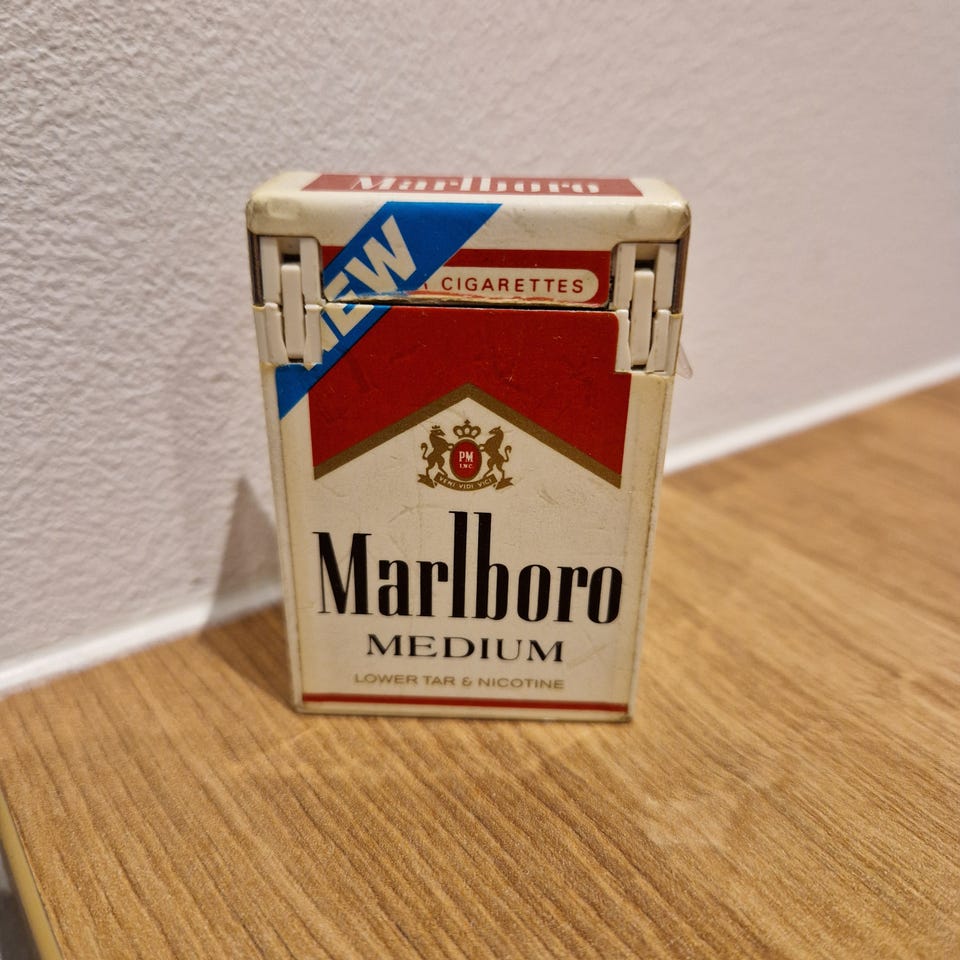 Marlboro
NEW
CIGARETTES
PM
INC.
VENI·VIDI·VICI
Marlboro
MEDIUM
LOWER TAR & NICOTINE